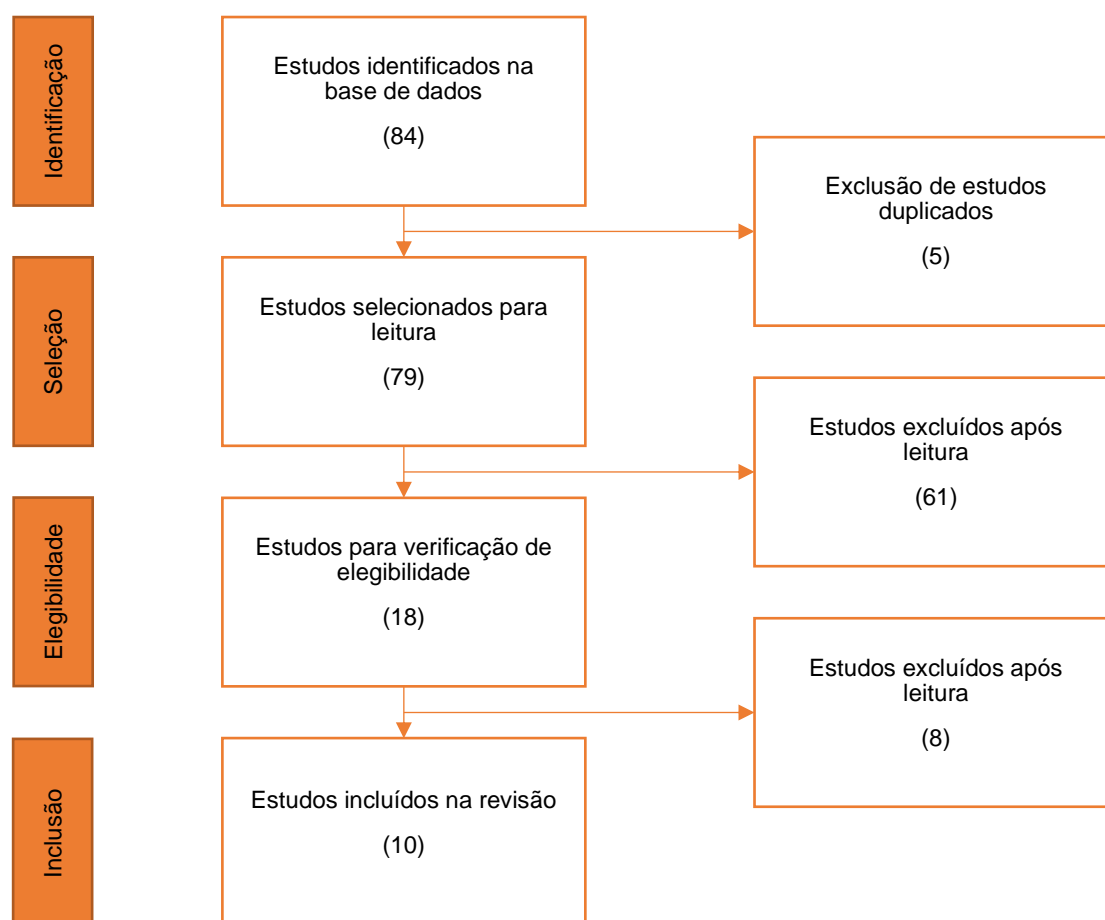 Identificação
Estudos identificados na
base de dados
(84)
Exclusão de estudos
duplicados
(5)
Seleção
Estudos selecionados para
leitura
(79)
Estudos excluídos após
leitura
(61)
Elegibilidade
Estudos para verificação de
elegibilidade
(18)
Estudos excluídos após
leitura
(8)
Inclusão
Estudos incluídos na revisão
(10)